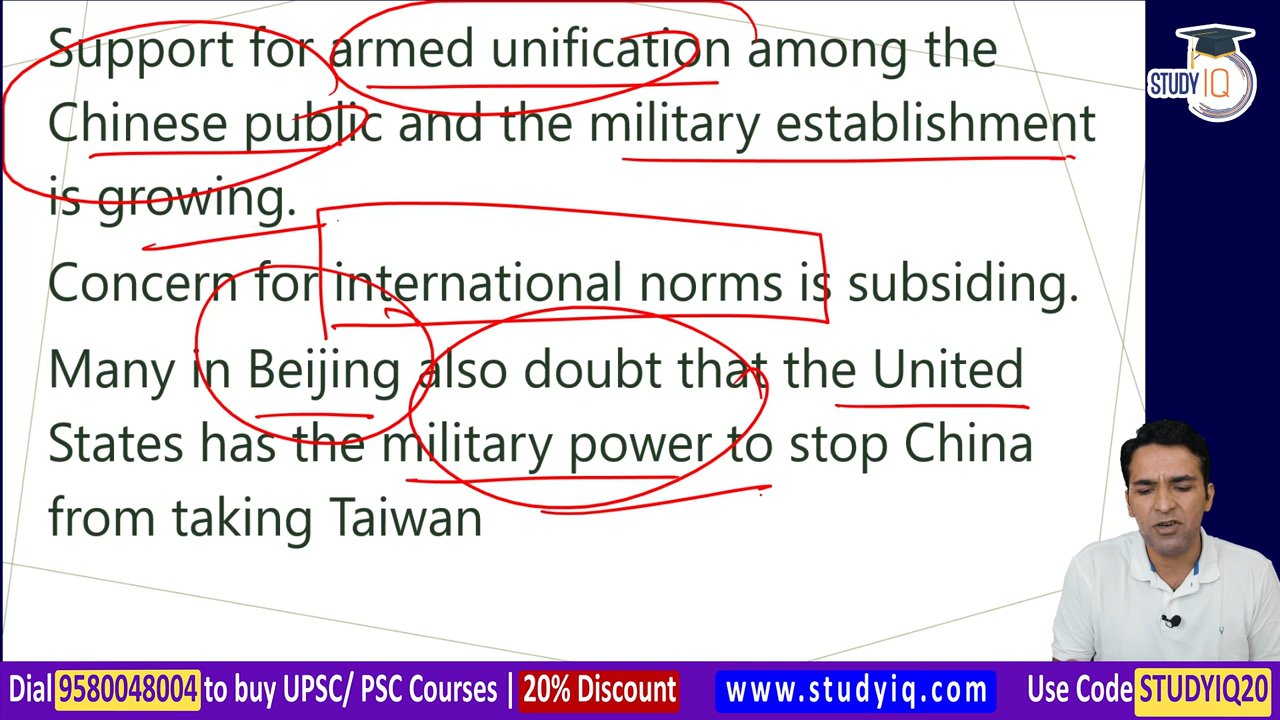 Support for armed unification among the
Chinese public and the military establishment
is growing.
Concern for international norms is subsiding.
Many in Beijing also doubt that the United
States has the military power to stop China
from taking Taiwan
STUDY IQ
Dial 9580048004 to buy UPSC/ PSC Courses | 20% Discount www.studyiq.com Use Code STUDYIQ20